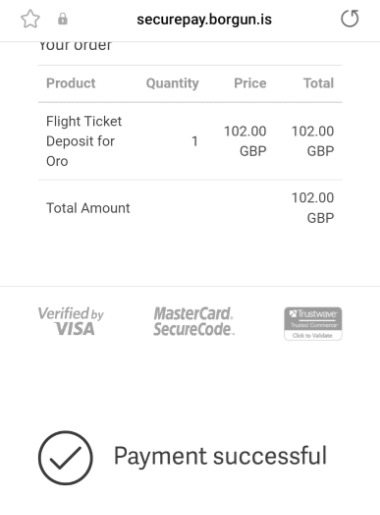 securepay.borgun.is
Your order
Product Quantity Price Total
Flight Ticket
Deposit for
Oro
1
102.00
GBP
102.00
GBP
Total Amount
102.00
GBP
Verified by
VISA
MasterCard.
SecureCode.
Trustwave
Trusted Commerce
Click to Validate
Payment successful